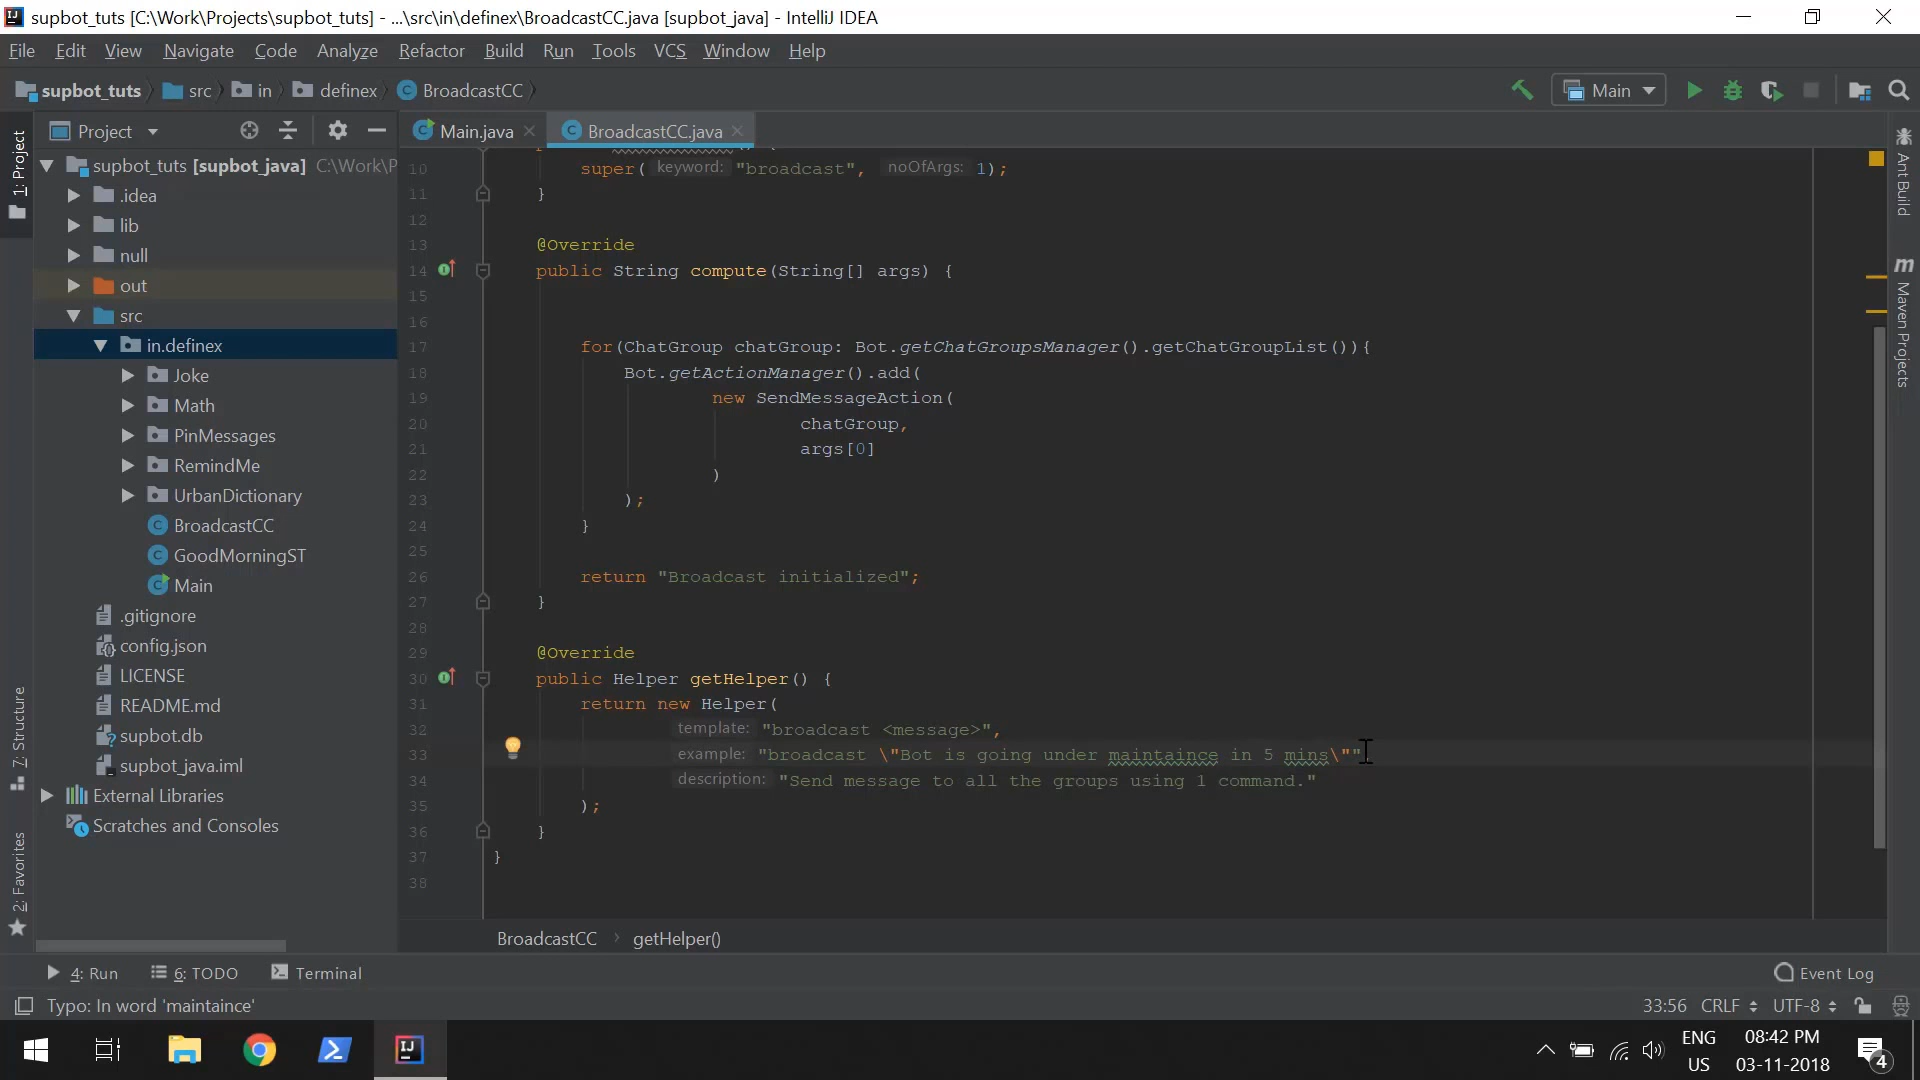 supbot_tuts [C:\Work\Projects\supbot_tuts] - ...\src\in\definex\BroadcastCC.java [supbot_java] - IntelliJ IDEA
File Edit View Navigate Code Analyze Refactor Build Run Tools VCS Window Help
supbot_tuts src in definex BroadcastCC Main
Project
Main.java BroadcastCC.java
1: Project
7: Structure
2: Favorites
supbot_tuts [supbot_java] C:\Work\P
.idea
lib
null
out
src
in.definex
Joke
Math
PinMessages
RemindMe
UrbanDictionary
BroadcastCC
GoodMorningST
Main
.gitignore
config.json
LICENSE
README.md
supbot.db
supbot_java.iml
External Libraries
Scratches and Consoles
10 super( keyword: "broadcast", noOfArgs: 1);
11 }
12
13 @Override
14 public String compute(String[] args) {
15
16
17 for(ChatGroup chatGroup: Bot.getChatGroupsManager().getChatGroupList()){
18 Bot.getActionManager().add(
19 new SendMessageAction(
20 chatGroup,
21 args[0]
22 )
23 );
24 }
25
26 return "Broadcast initialized";
27 }
28
29 @Override
30 public Helper getHelper() {
31 return new Helper(
32 template: "broadcast <message>",
33 example: "broadcast \"Bot is going under maintaince in 5 mins\""
34 description: "Send message to all the groups using 1 command."
35 );
36 }
37 }
38
Ant Build
Maven Projects
BroadcastCC getHelper()
4: Run 6: TODO Terminal Event Log
Typo: In word 'maintaince' 33:56 CRLF UTF-8
ENG
US
08:42 PM
03-11-2018
4